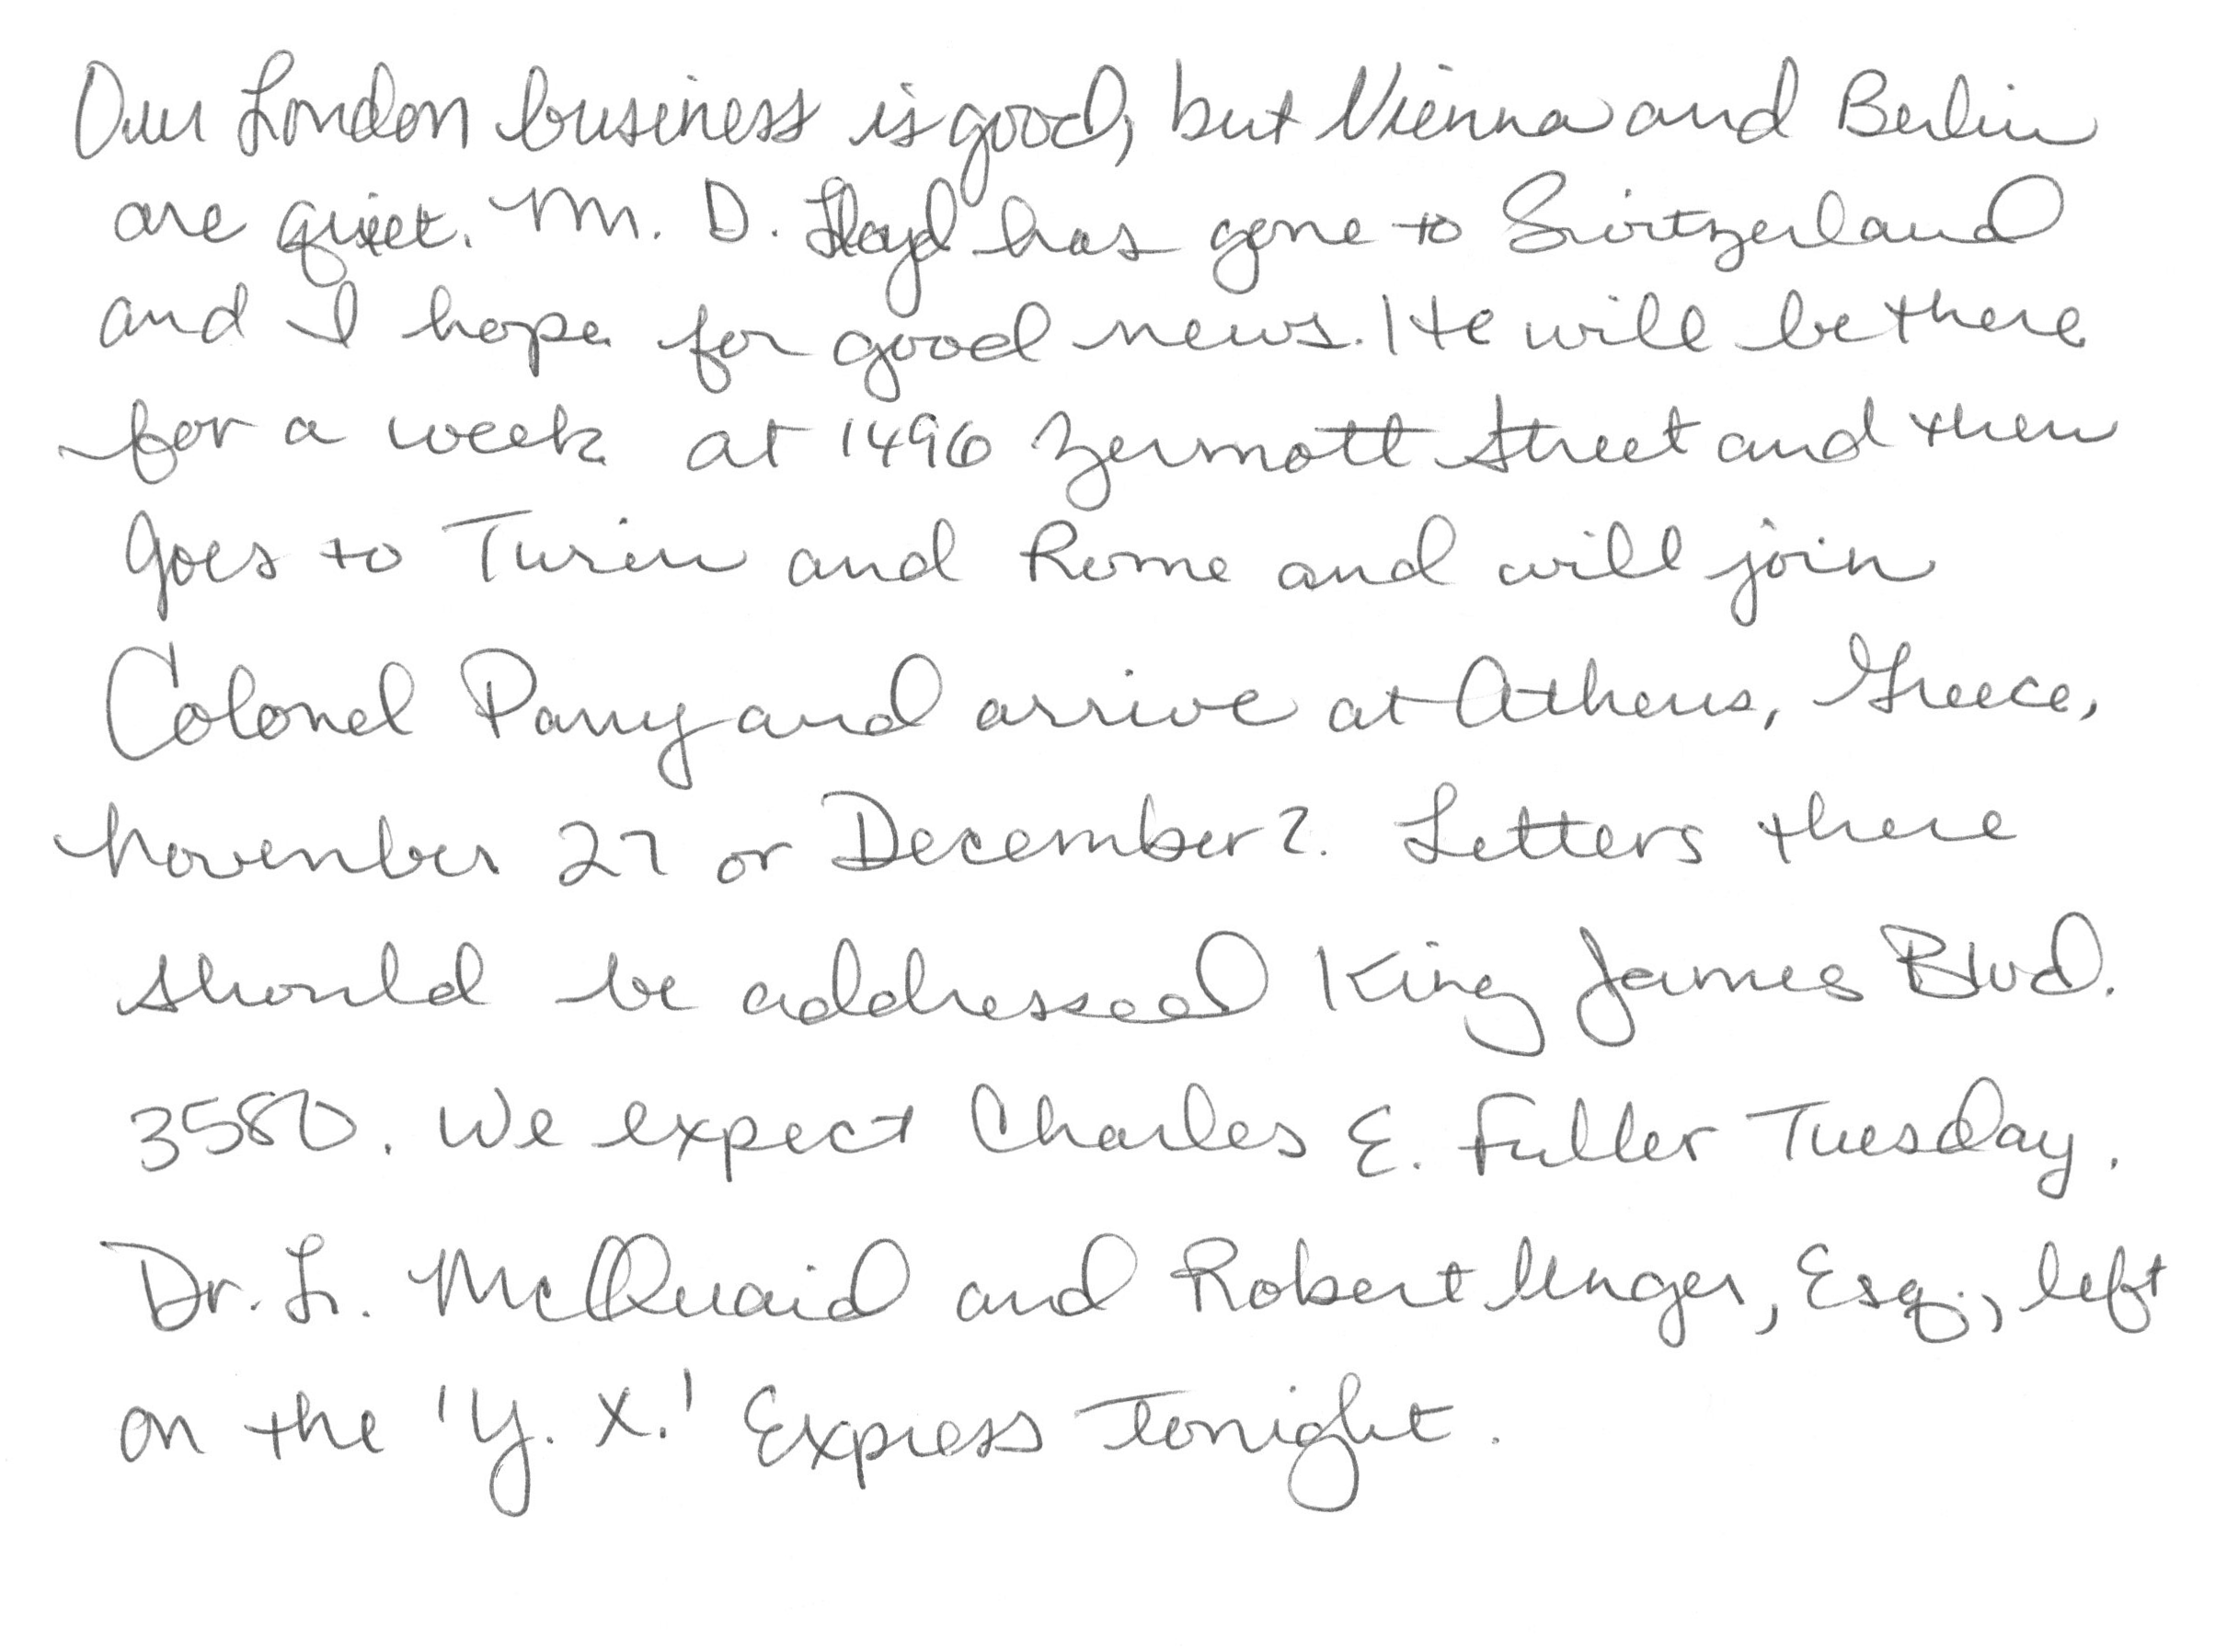 Our London business is good, but Vienna and Berlin
are quiet. M. D. Lloyd has gone to Switzerland
and I hope for good news. He will be there
for a week at 1496 Zermott Street and then
goes to Turin and Rome and will join
Colonel Parry and arrive at Athens, Greece,
November 27 or December 2. Letters there
should be addressed King James Blvd.
3580. We expect Charles E. Fuller Tuesday.
Dr. L. McQuaid and Robert Unger, Esq., left
on the 'Y. X.' Express tonight.